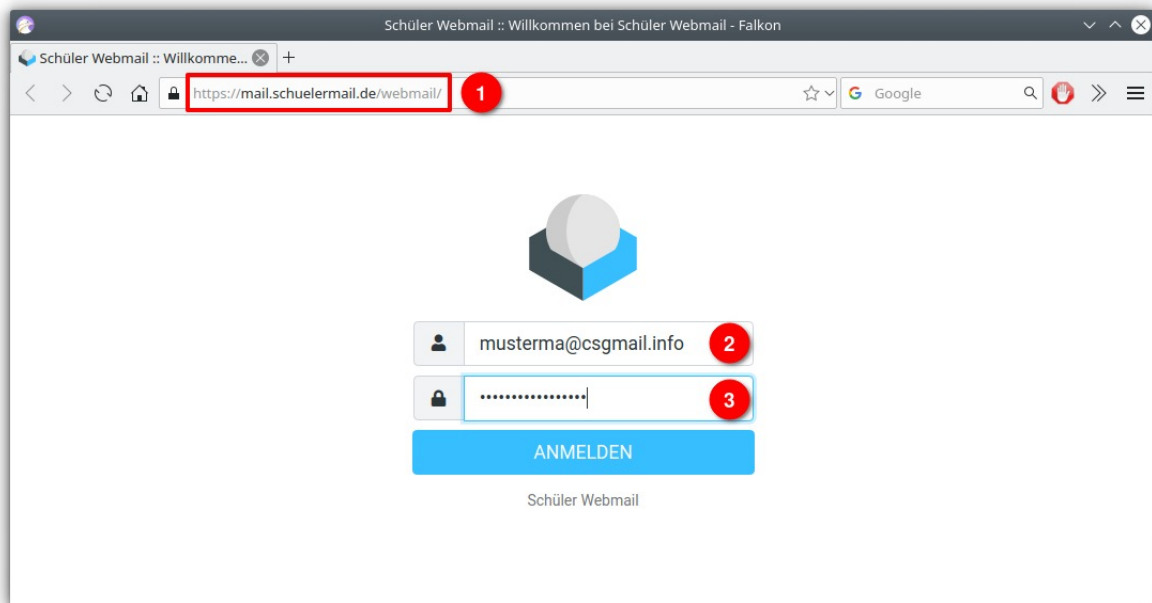 Schüler Webmail :: Willkommen bei Schüler Webmail - Falkon
Schüler Webmail :: Willkomme...
https://mail.schuelermail.de/webmail/
1
G Google
musterma@csgmail.info
2
•••••••••••••••••
3
ANMELDEN
Schüler Webmail